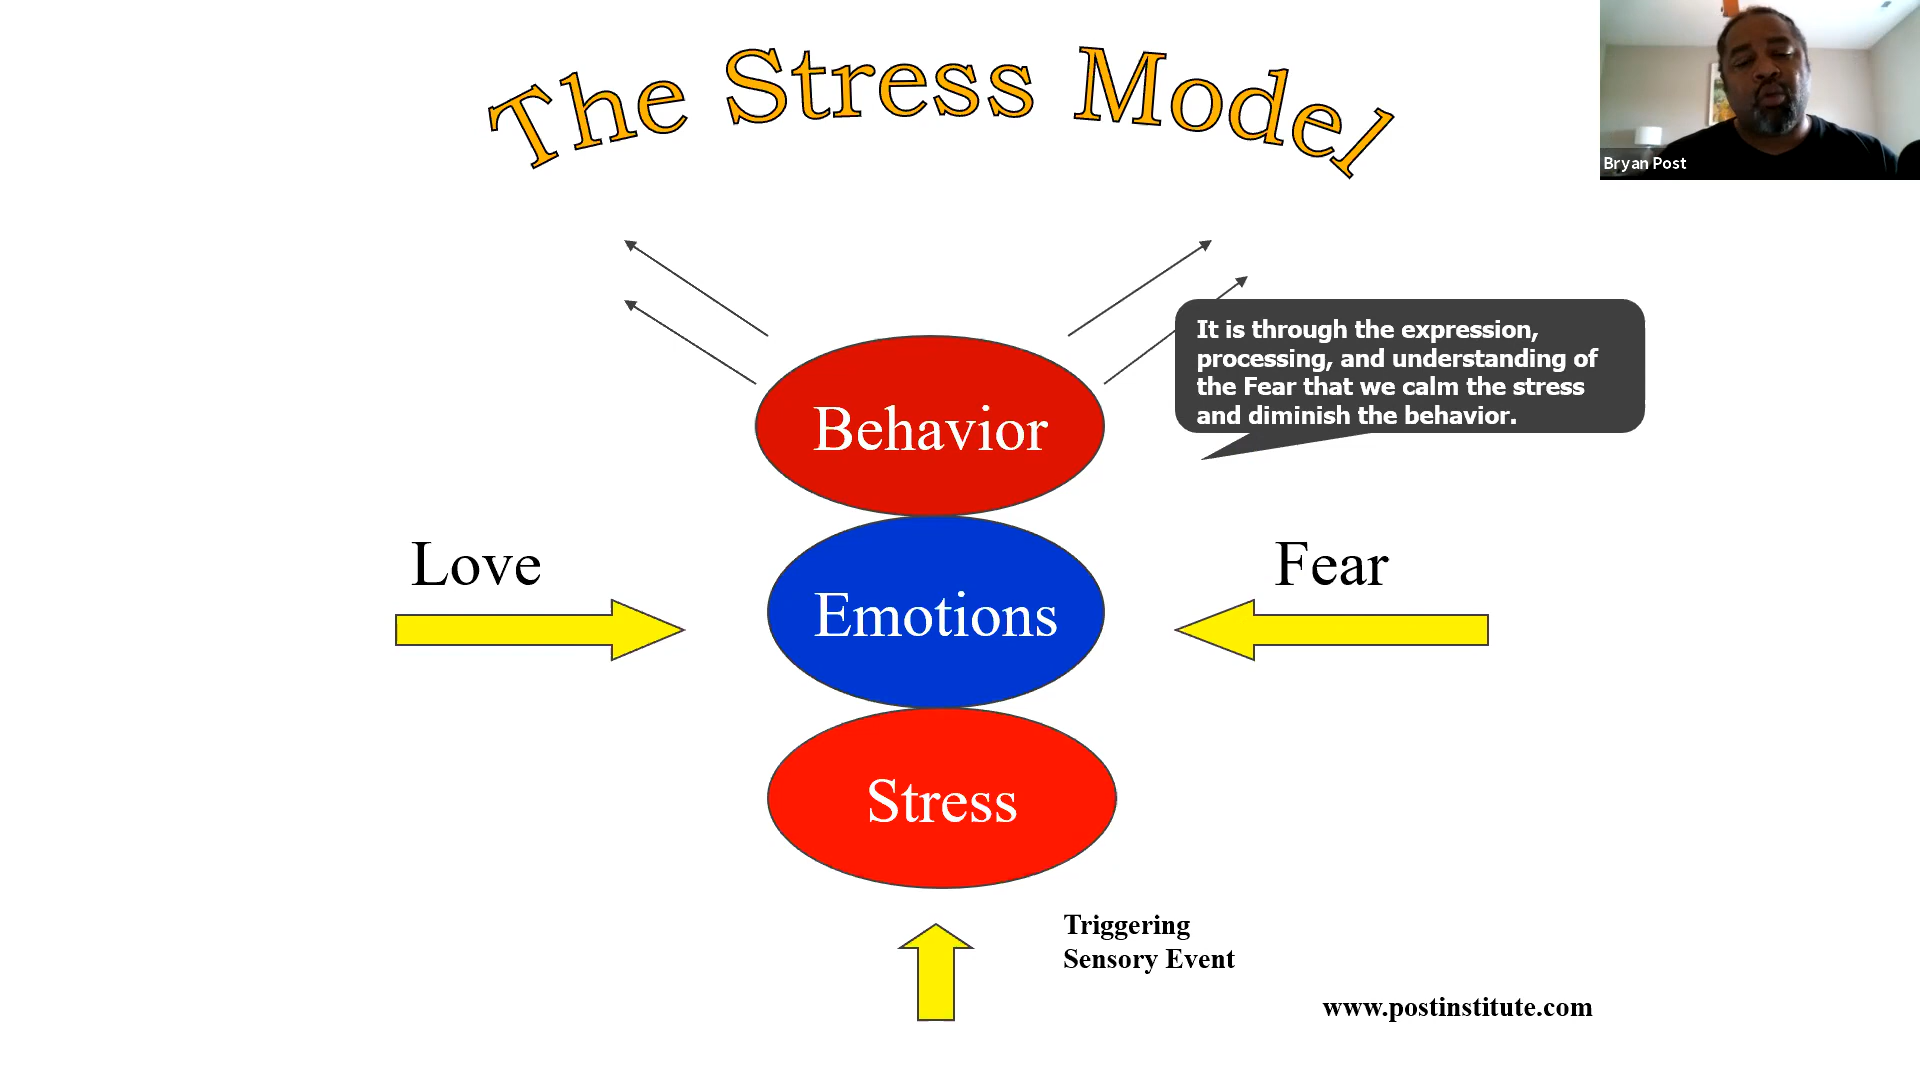 The Stress Model
Bryan Post
It is through the expression,
processing, and understanding of
the Fear that we calm the stress
and diminish the behavior.
Behavior
Love
Emotions
Fear
Stress
Triggering
Sensory Event
www.postinstitute.com